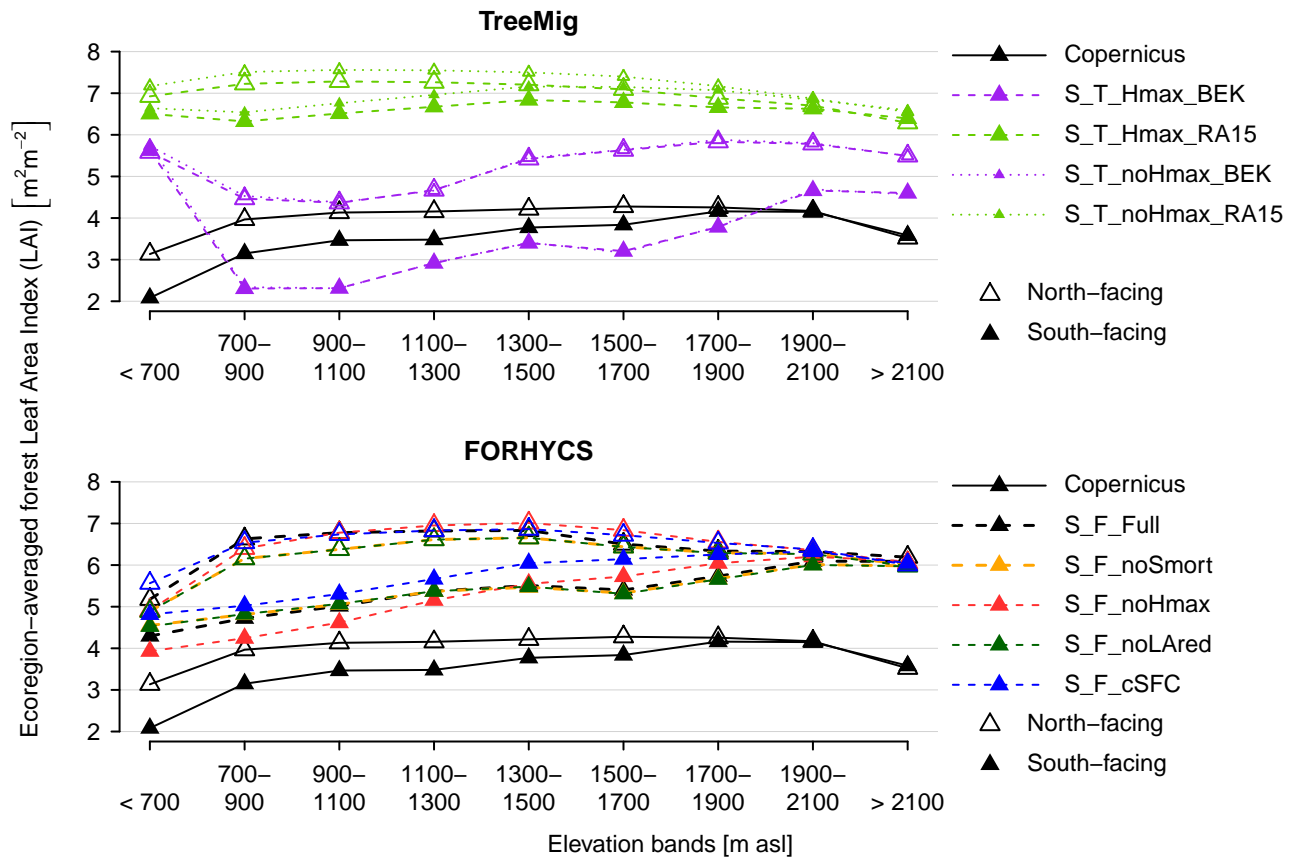 TreeMig
Ecoregion−averaged forest Leaf Area Index (LAI) [m²m⁻²]
8
7
6
5
4
3
2
< 700
700−
900
900−
1100
1100−
1300
1300−
1500
1500−
1700
1700−
1900
1900−
2100
> 2100
Copernicus
S_T_Hmax_BEK
S_T_Hmax_RA15
S_T_noHmax_BEK
S_T_noHmax_RA15
North−facing
South−facing
FORHYCS
8
7
6
5
4
3
2
< 700
700−
900
900−
1100
1100−
1300
1300−
1500
1500−
1700
1700−
1900
1900−
2100
> 2100
Elevation bands [m asl]
Copernicus
S_F_Full
S_F_noSmort
S_F_noHmax
S_F_noLAred
S_F_cSFC
North−facing
South−facing